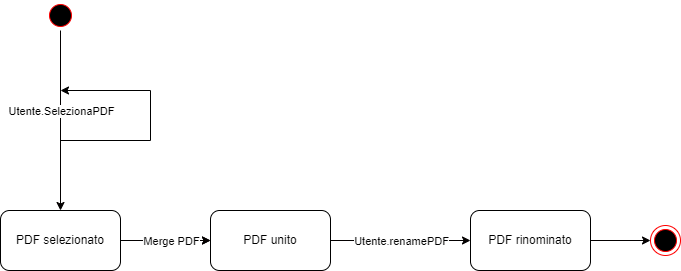 Utente.SelezionaPDF
PDF selezionato
Merge PDF
PDF unito
Utente.renamePDF
PDF rinominato